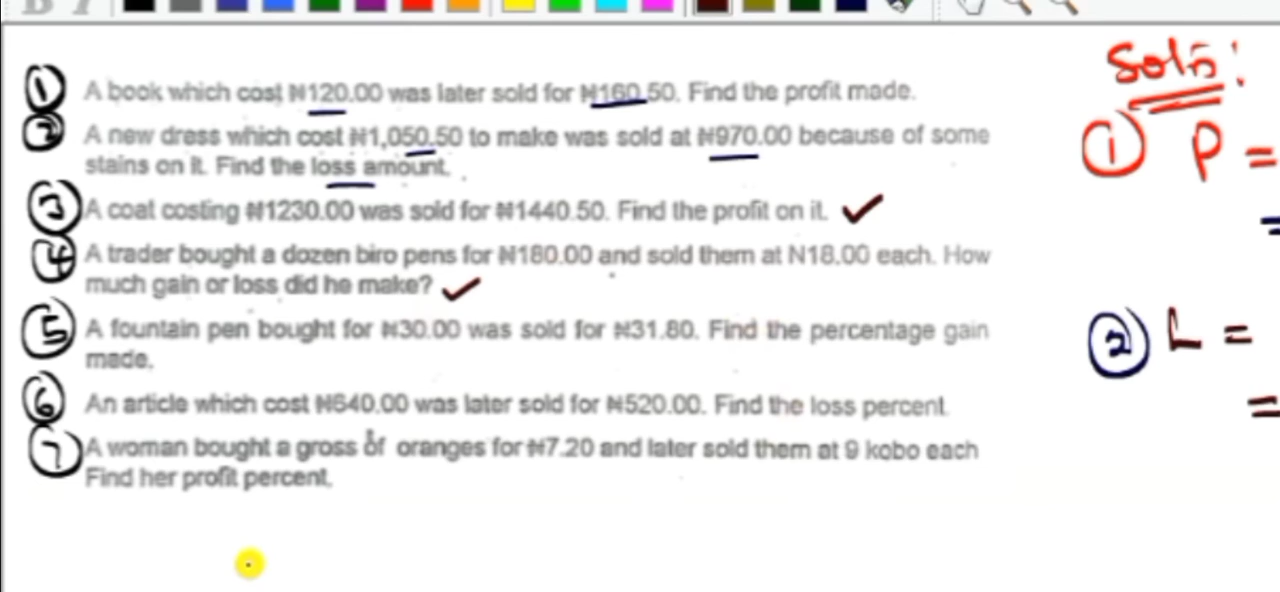 B I
Soln:
① A book which cost ₦120.00 was later sold for ₦160.50. Find the profit made.
② A new dress which cost ₦1,050.50 to make was sold at ₦970.00 because of some
stains on it. Find the loss amount.
③ A coat costing ₦1230.00 was sold for ₦1440.50. Find the profit on it.
④ A trader bought a dozen biro pens for ₦180.00 and sold them at N18.00 each. How
much gain or loss did he make?
⑤ A fountain pen bought for ₦30.00 was sold for ₦31.80. Find the percentage gain
made.
⑥ An article which cost ₦640.00 was later sold for ₦520.00. Find the loss percent.
⑦ A woman bought a gross of oranges for ₦7.20 and later sold them at 9 kobo each
Find her profit percent.
① P =
=
② L =
=